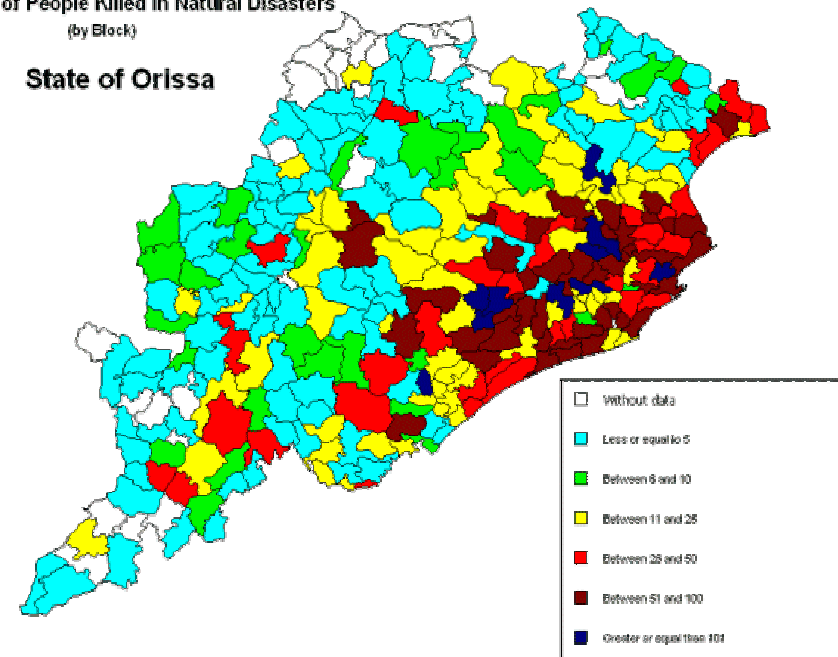 of People Killed in Natural Disasters
(by Block)
State of Orissa
Without data
Less or equal to 5
Between 6 and 10
Between 11 and 25
Between 26 and 50
Between 51 and 100
Greater or equal than 101